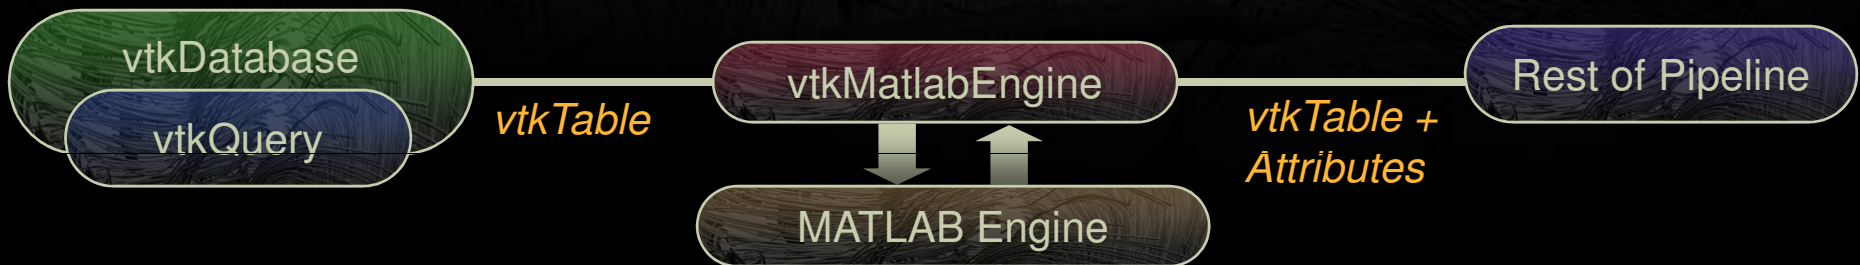 vtkDatabase
vtkQuery
vtkTable
vtkMatlabEngine
MATLAB Engine
vtkTable +
Attributes
Rest of Pipeline